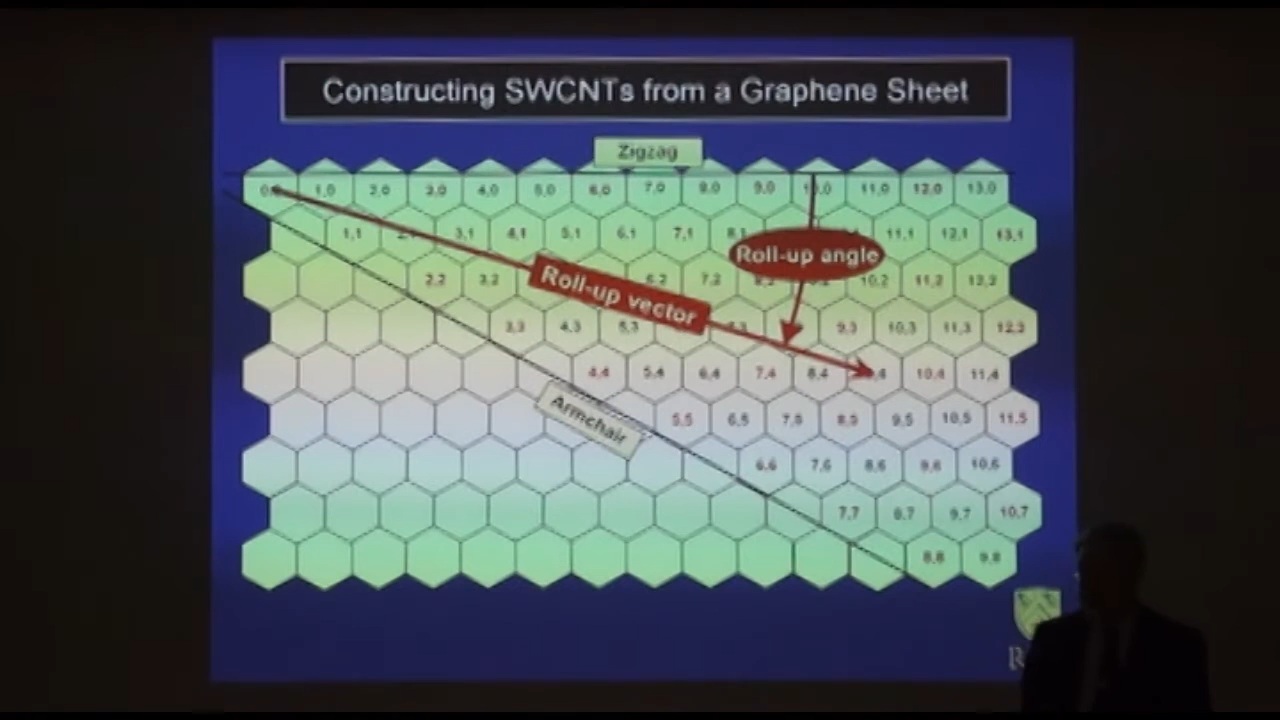 Constructing SWCNTs from a Graphene Sheet
Zigzag
1,0 2,0 3,0 4,0 5,0 6,0 7,0 8,0 9,0 11,0 12,0 13,0
1,1 3,1 4,1 5,1 6,1 7,1 11,1 12,1 13,1
Roll-up angle
2,2 3,2 6,2 7,2 10,2 11,2 13,2
Roll-up vector
3,3 4,3 5,3 9,3 10,3 11,3 12,3
4,4 5,4 6,4 7,4 8,4 10,4 11,4
Armchair
5,5 6,5 7,5 8,5 9,5 10,5 11,5
6,6 7,6 8,6 9,6 10,6
7,7 8,7 9,7 10,7
8,8 9,8